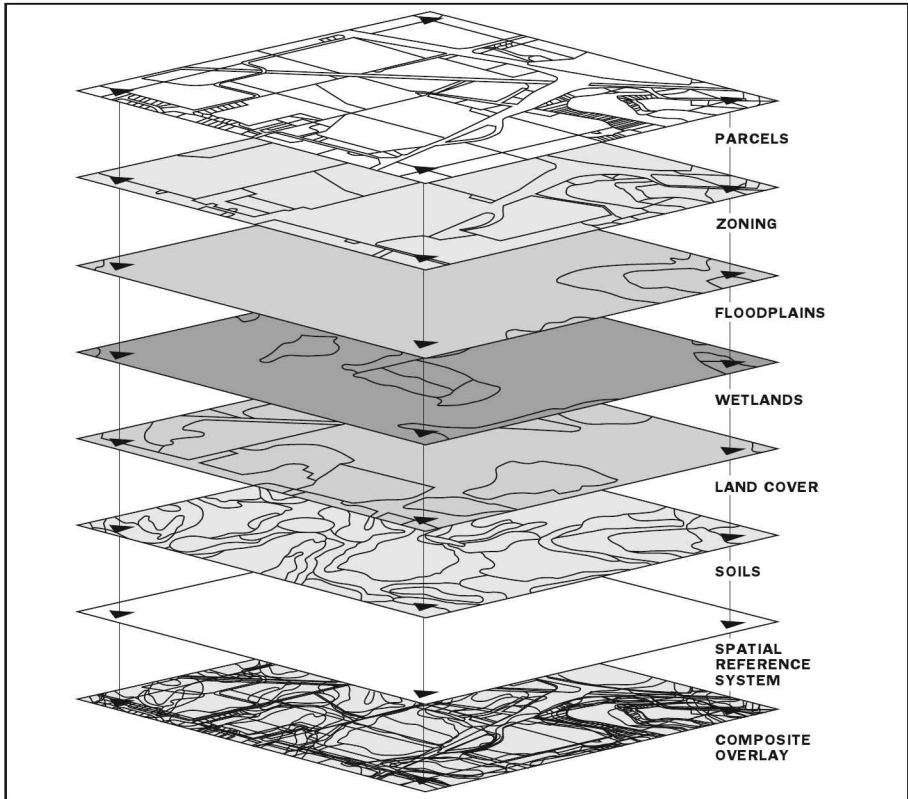 PARCELS
ZONING
FLOODPLAINS
WETLANDS
LAND COVER
SOILS
SPATIAL
REFERENCE
SYSTEM
COMPOSITE
OVERLAY